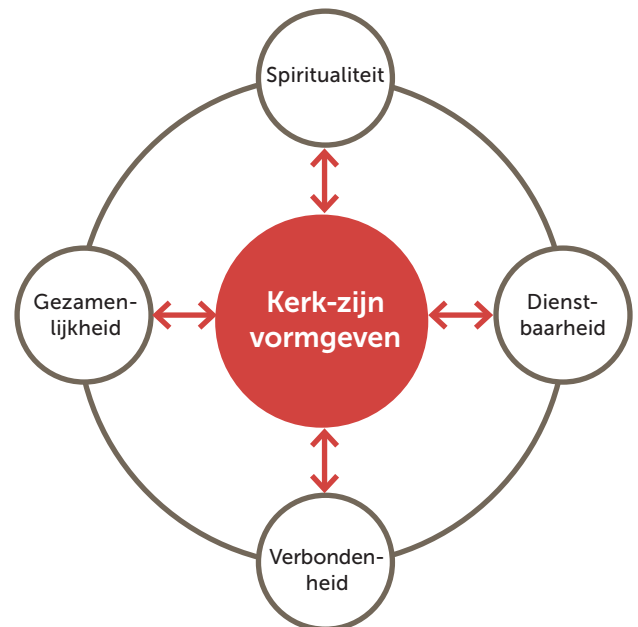 Spiritualiteit
Gezamen-
lijkheid
Kerk-zijn
vormgeven
Dienst-
baarheid
Verbonden-
heid